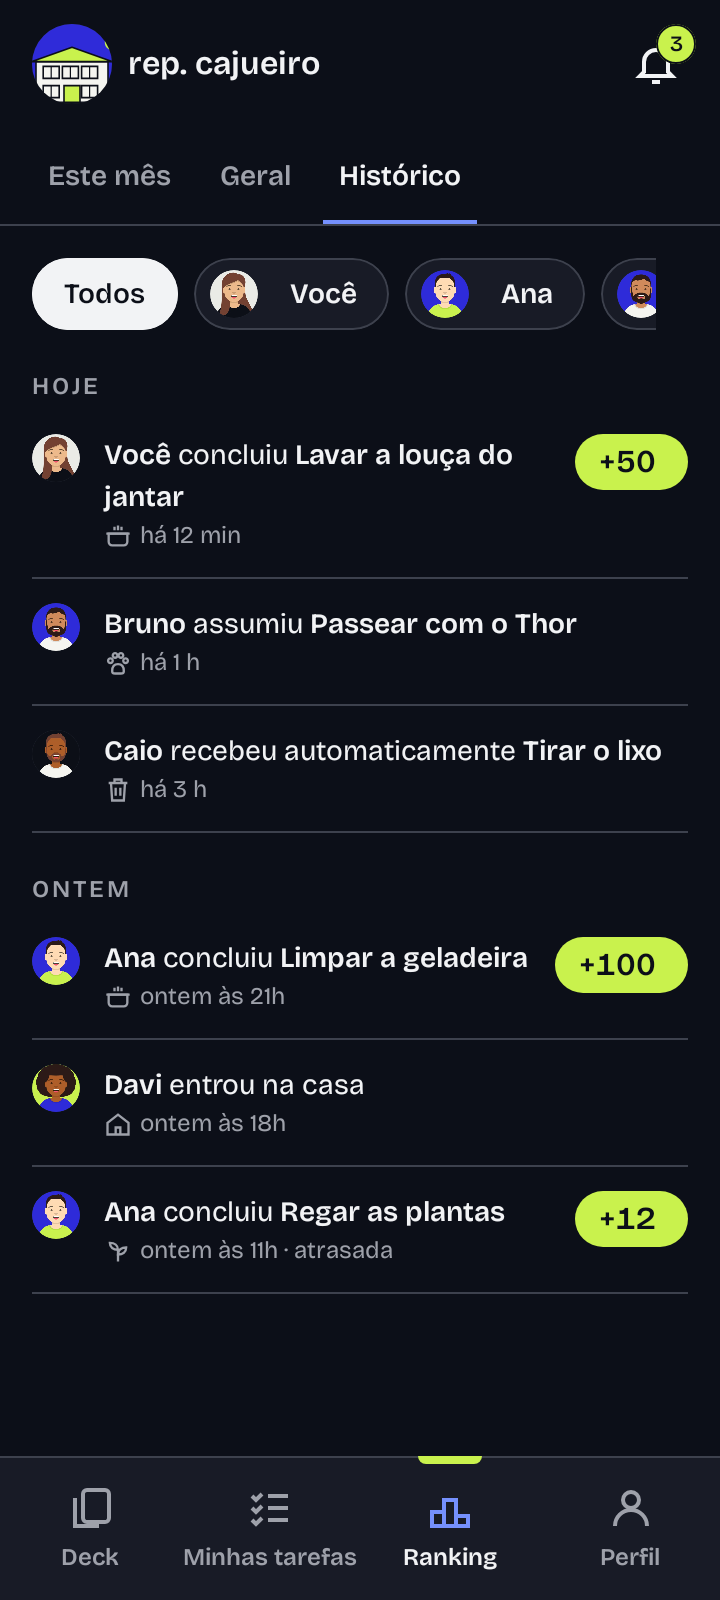 rep. cajueiro
3
Este mês
Geral
Histórico
Todos
Você
Ana
HOJE
Você concluiu Lavar a louça do
jantar
+50
há 12 min
Bruno assumiu Passear com o Thor
há 1 h
Caio recebeu automaticamente Tirar o lixo
há 3 h
ONTEM
Ana concluiu Limpar a geladeira
+100
ontem às 21h
Davi entrou na casa
ontem às 18h
Ana concluiu Regar as plantas
+12
ontem às 11h · atrasada
Deck
Minhas tarefas
Ranking
Perfil